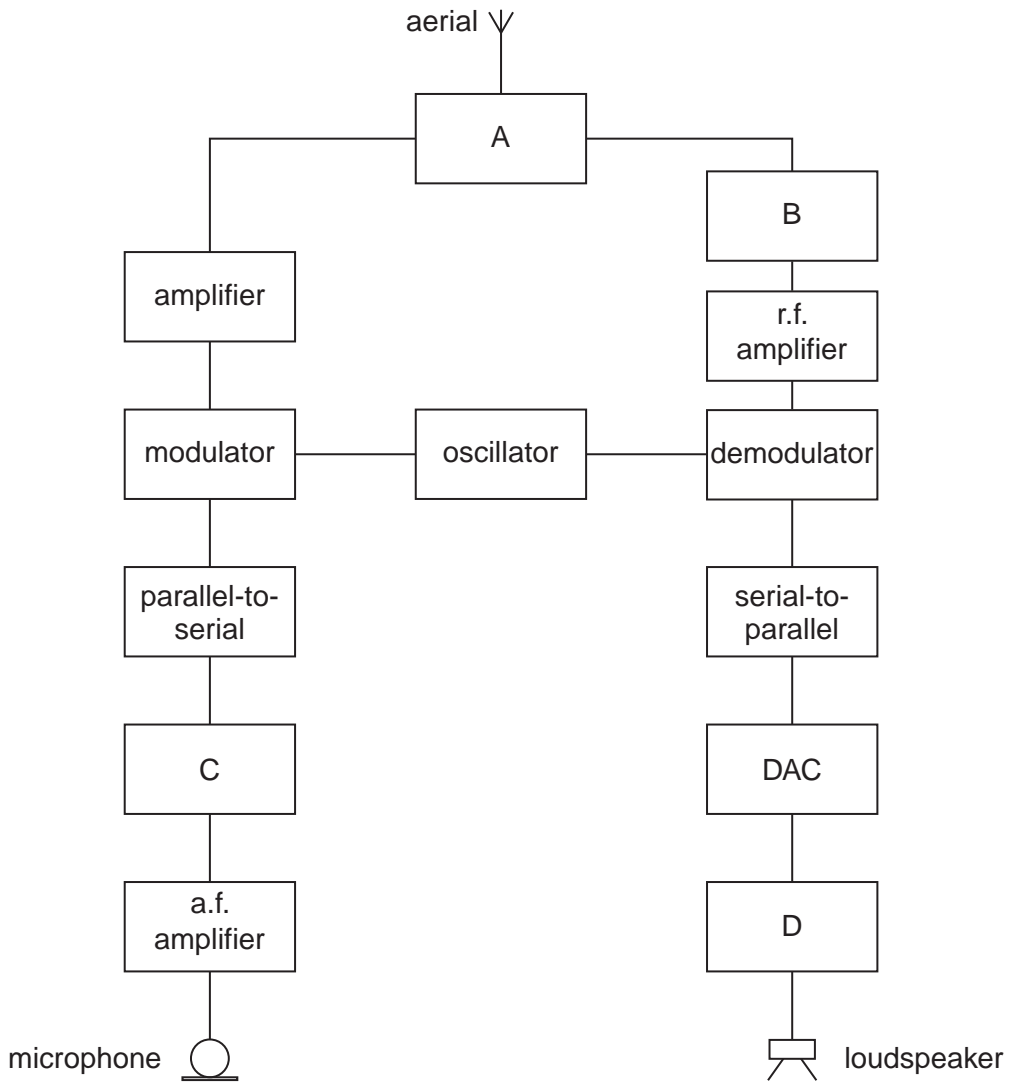 aerial
A
B
amplifier
r.f.
amplifier
modulator
oscillator
demodulator
parallel-to-
serial
serial-to-
parallel
C
DAC
a.f.
amplifier
D
microphone
loudspeaker